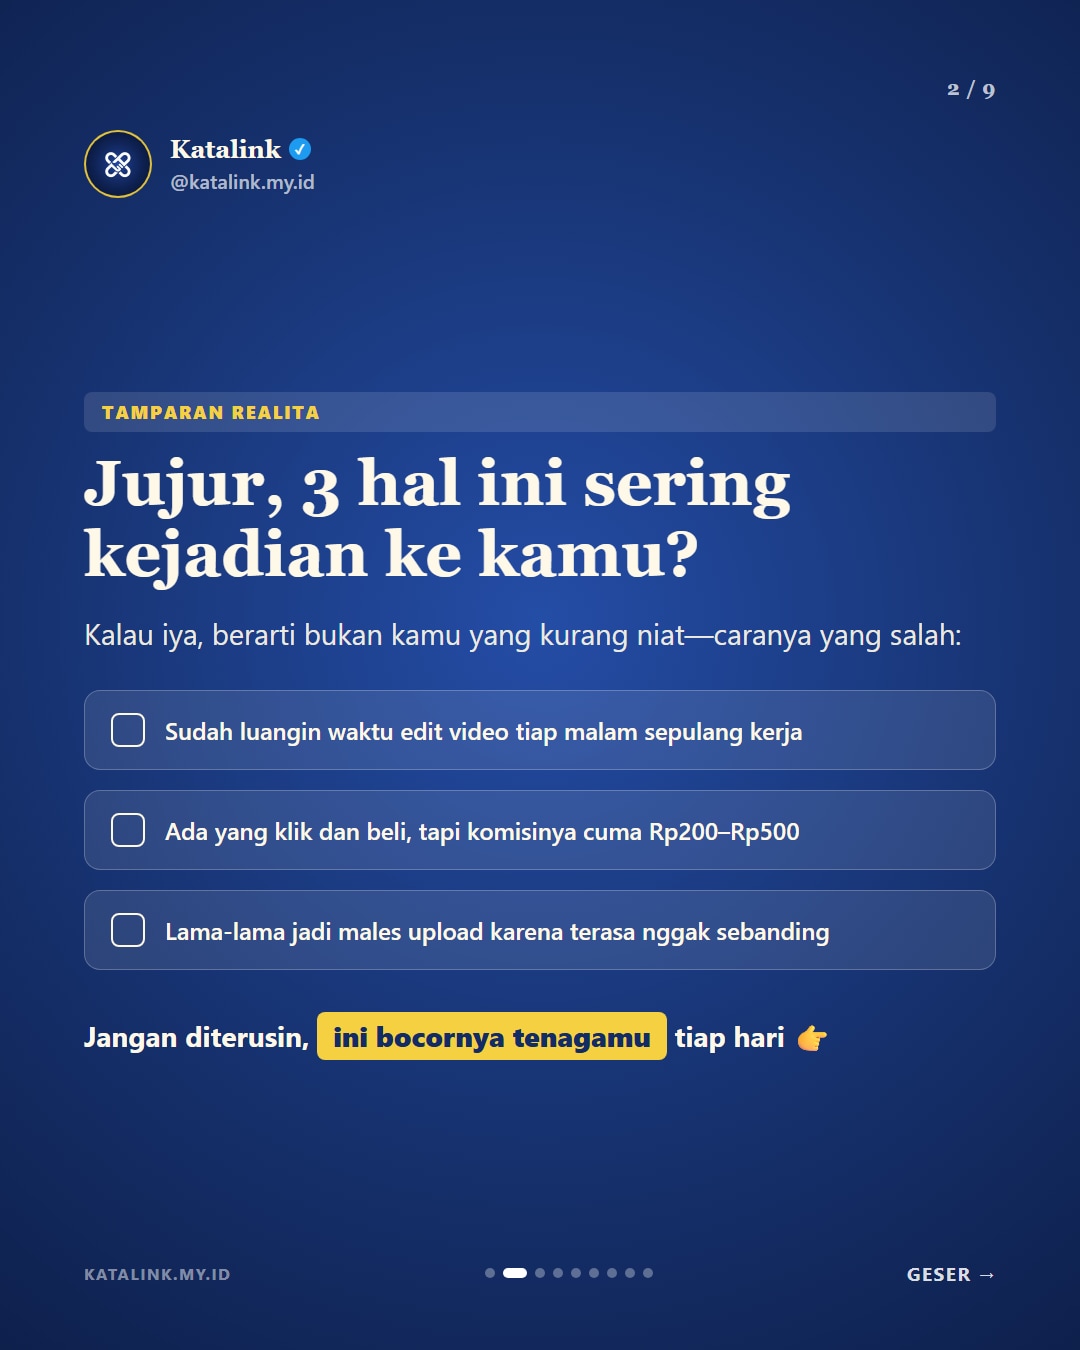 2 / 9
Katalink
@katalink.my.id
TAMPARAN REALITA
Jujur, 3 hal ini sering
kejadian ke kamu?
Kalau iya, berarti bukan kamu yang kurang niat—caranya yang salah:
Sudah luangin waktu edit video tiap malam sepulang kerja
Ada yang klik dan beli, tapi komisinya cuma Rp200–Rp500
Lama-lama jadi males upload karena terasa nggak sebanding
Jangan diterusin, ini bocornya tenagamu tiap hari 👉
KATALINK.MY.ID
GESER →